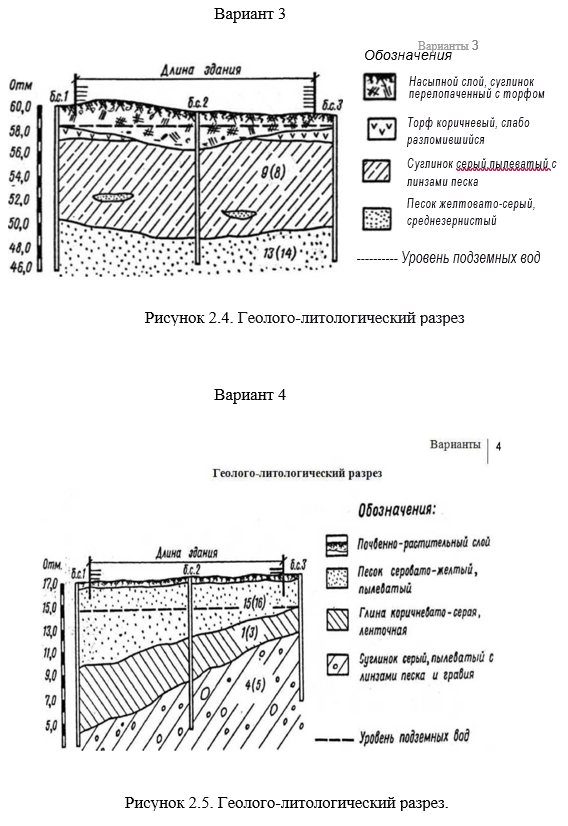 Вариант 3
Варианты 3
Обозначения
Длина здания
Отм
б.с.1
б.с.2
б.с.3
60,0
58,0
56,0
54,0
52,0
50,0
48,0
46,0
9(8)
13(14)
Насыпной слой, суглинок
перелопаченный с торфом
Торф коричневый, слабо
разломившийся
Суглинок серый,пылеватый с
линзами песка
Песок желтовато-серый,
среднезернистый
---------- Уровень подземных вод
Рисунок 2.4. Геолого-литологический разрез
Вариант 4
Варианты 4
Геолого-литологический разрез
Обозначения:
Длина здания
Отм.
б.с.1
б.с.2
б.с.3
17,0
15,0
13,0
11,0
9,0
7,0
5,0
15(16)
1(3)
4(5)
Почвенно-растительный слой
Песок серовато-желтый,
пылеватый
Глина коричневато-серая,
ленточная
Суглинок серый,пылеватый с
линзами песка и гравия
Уровень подземных вод
Рисунок 2.5. Геолого-литологический разрез.